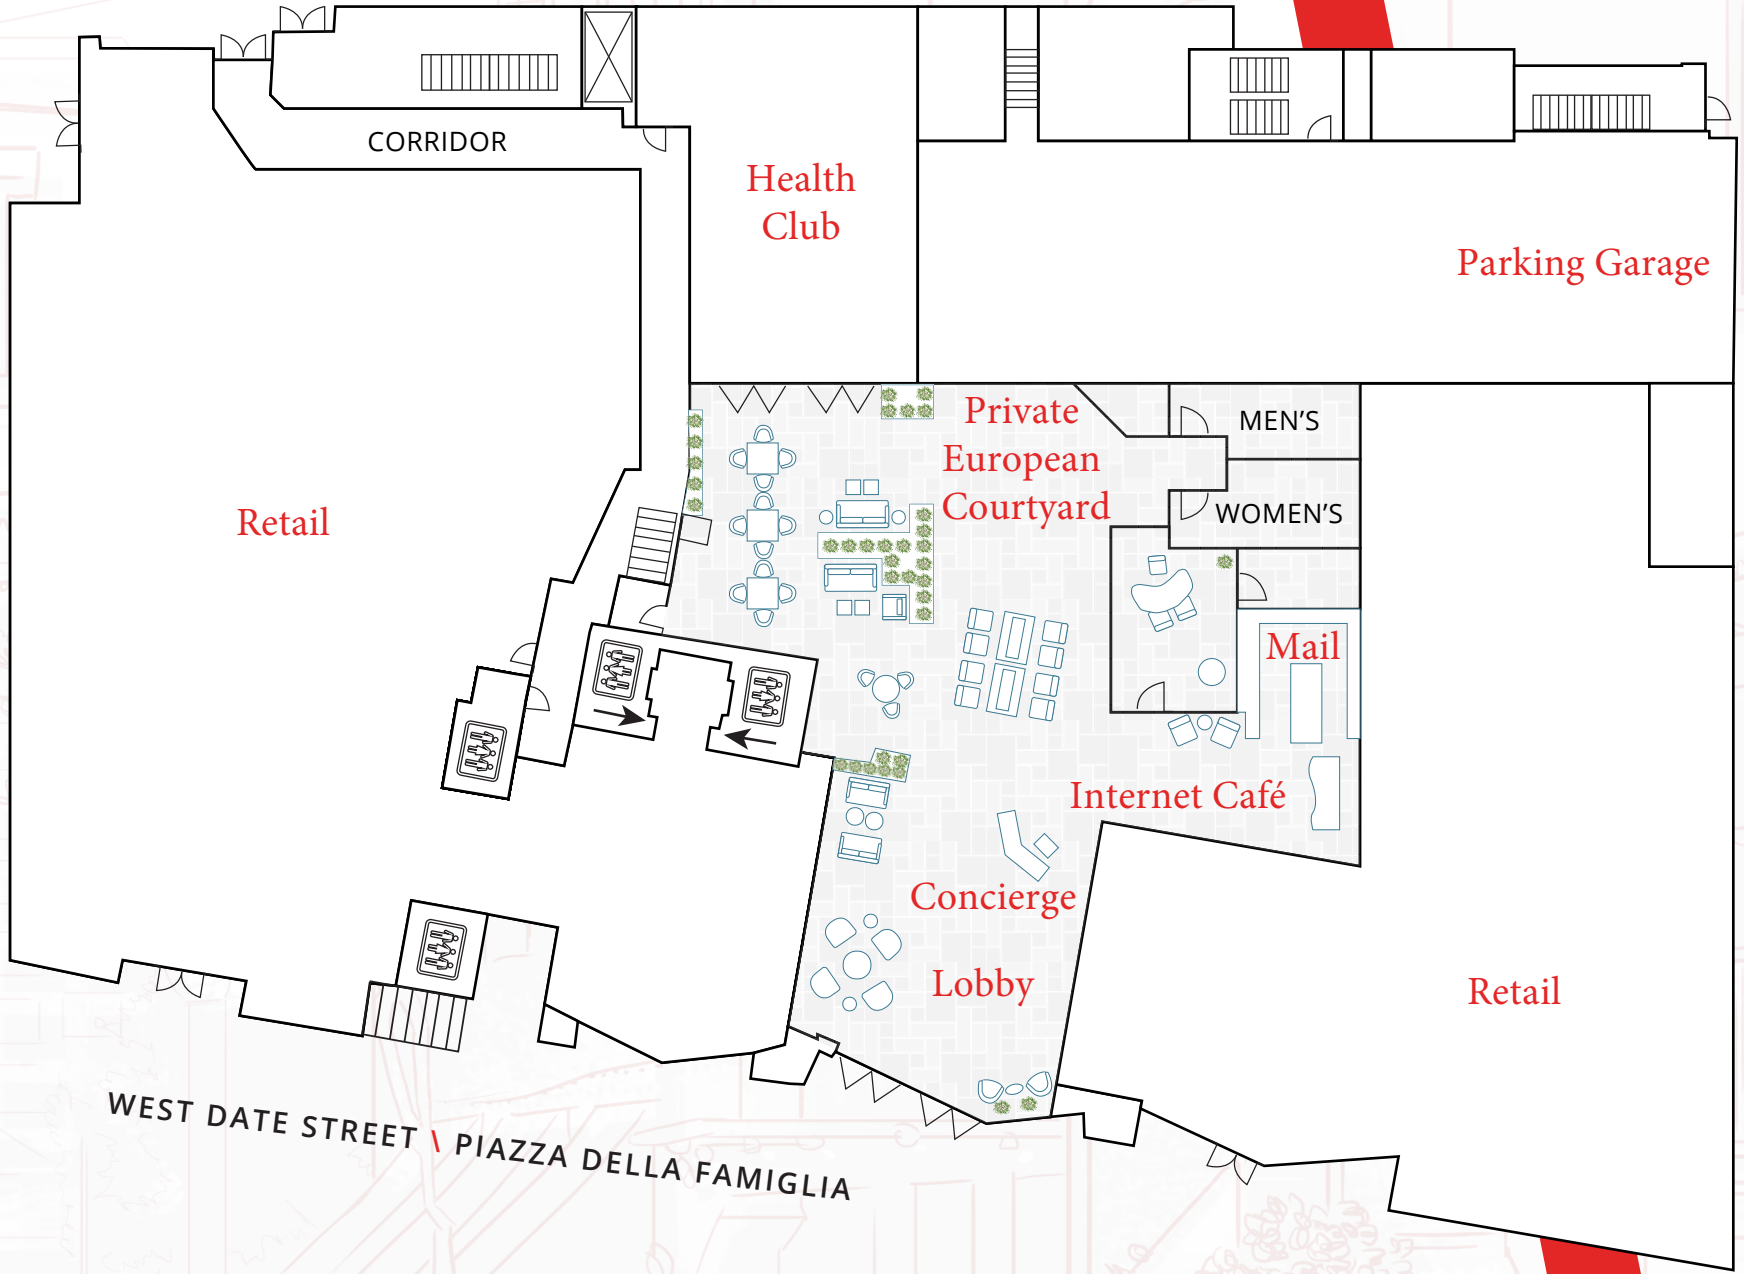 CORRIDOR
Health
Club
Parking Garage
Private
European
Courtyard
MEN'S
WOMEN'S
Retail
Mail
Internet Café
Concierge
Lobby
Retail
WEST DATE STREET \ PIAZZA DELLA FAMIGLIA